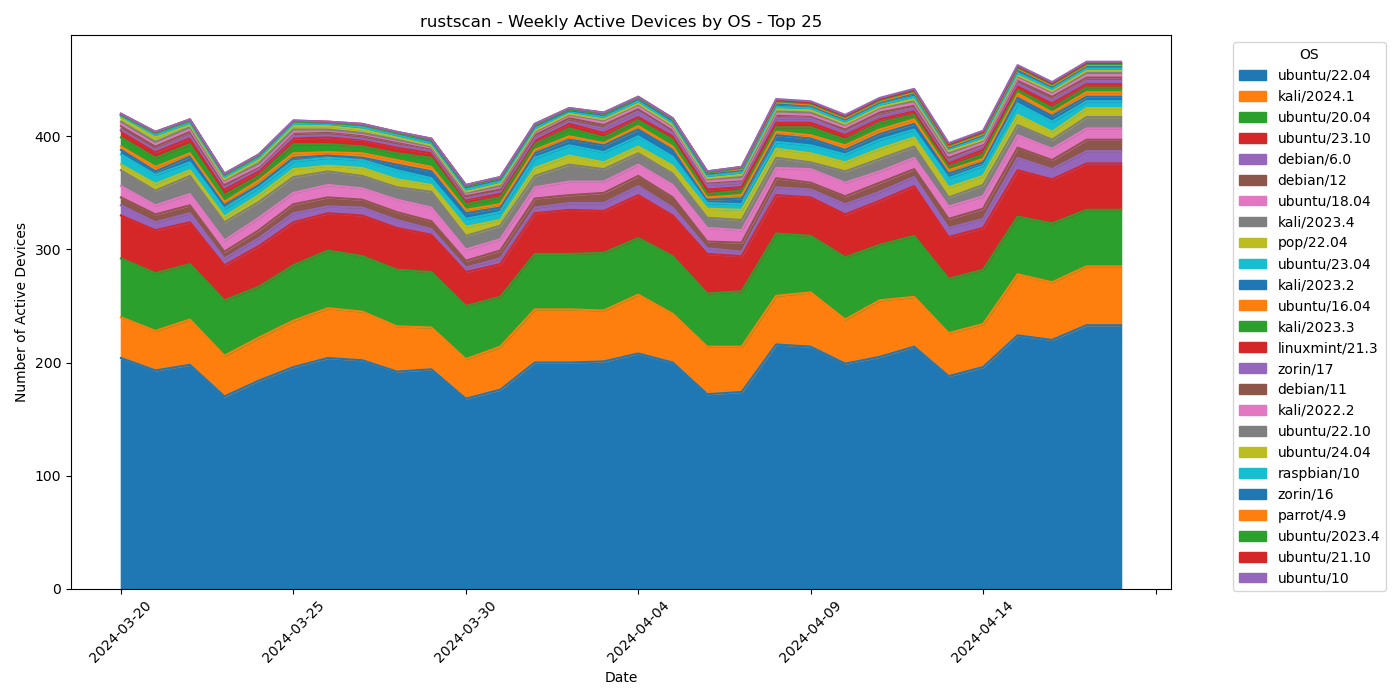 rustscan - Weekly Active Devices by OS - Top 25
Number of Active Devices
400
300
200
100
0
2024-03-20
2024-03-25
2024-03-30
2024-04-04
2024-04-09
2024-04-14
Date
OS
ubuntu/22.04
kali/2024.1
ubuntu/20.04
ubuntu/23.10
debian/6.0
debian/12
ubuntu/18.04
kali/2023.4
pop/22.04
ubuntu/23.04
kali/2023.2
ubuntu/16.04
kali/2023.3
linuxmint/21.3
zorin/17
debian/11
kali/2022.2
ubuntu/22.10
ubuntu/24.04
raspbian/10
zorin/16
parrot/4.9
ubuntu/2023.4
ubuntu/21.10
ubuntu/10